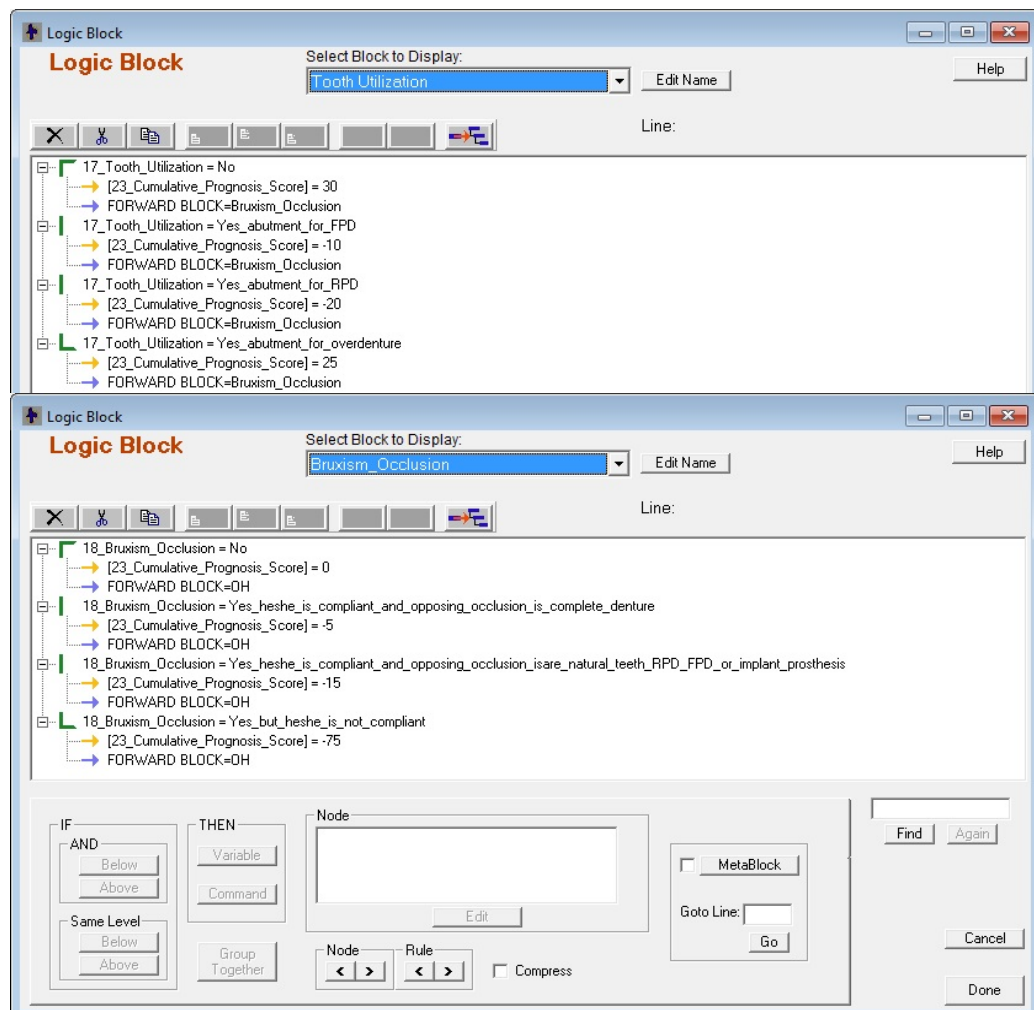 Logic Block
Logic Block
Select Block to Display:
Tooth Utilization
Edit Name
Help
Line:
17_Tooth_Utilization = No
[23_Cumulative_Prognosis_Score] = 30
FORWARD BLOCK=Bruxism_Occlusion
17_Tooth_Utilization = Yes_abutment_for_FPD
[23_Cumulative_Prognosis_Score] = -10
FORWARD BLOCK=Bruxism_Occlusion
17_Tooth_Utilization = Yes_abutment_for_RPD
[23_Cumulative_Prognosis_Score] = -20
FORWARD BLOCK=Bruxism_Occlusion
17_Tooth_Utilization = Yes_abutment_for_overdenture
[23_Cumulative_Prognosis_Score] = 25
FORWARD BLOCK=Bruxism_Occlusion
Logic Block
Logic Block
Select Block to Display:
Bruxism_Occlusion
Edit Name
Help
Line:
18_Bruxism_Occlusion = No
[23_Cumulative_Prognosis_Score] = 0
FORWARD BLOCK=OH
18_Bruxism_Occlusion = Yes_heshe_is_compliant_and_opposing_occlusion_is_complete_denture
[23_Cumulative_Prognosis_Score] = -5
FORWARD BLOCK=OH
18_Bruxism_Occlusion = Yes_heshe_is_compliant_and_opposing_occlusion_isare_natural_teeth_RPD_FPD_or_implant_prosthesis
[23_Cumulative_Prognosis_Score] = -15
FORWARD BLOCK=OH
18_Bruxism_Occlusion = Yes_but_heshe_is_not_compliant
[23_Cumulative_Prognosis_Score] = -75
FORWARD BLOCK=OH
IF
AND
Below
Above
Same Level
Below
Above
THEN
Variable
Command
Group
Together
Node
Edit
Node
< >
Rule
< >
Compress
MetaBlock
Goto Line:
Go
Find
Again
Cancel
Done